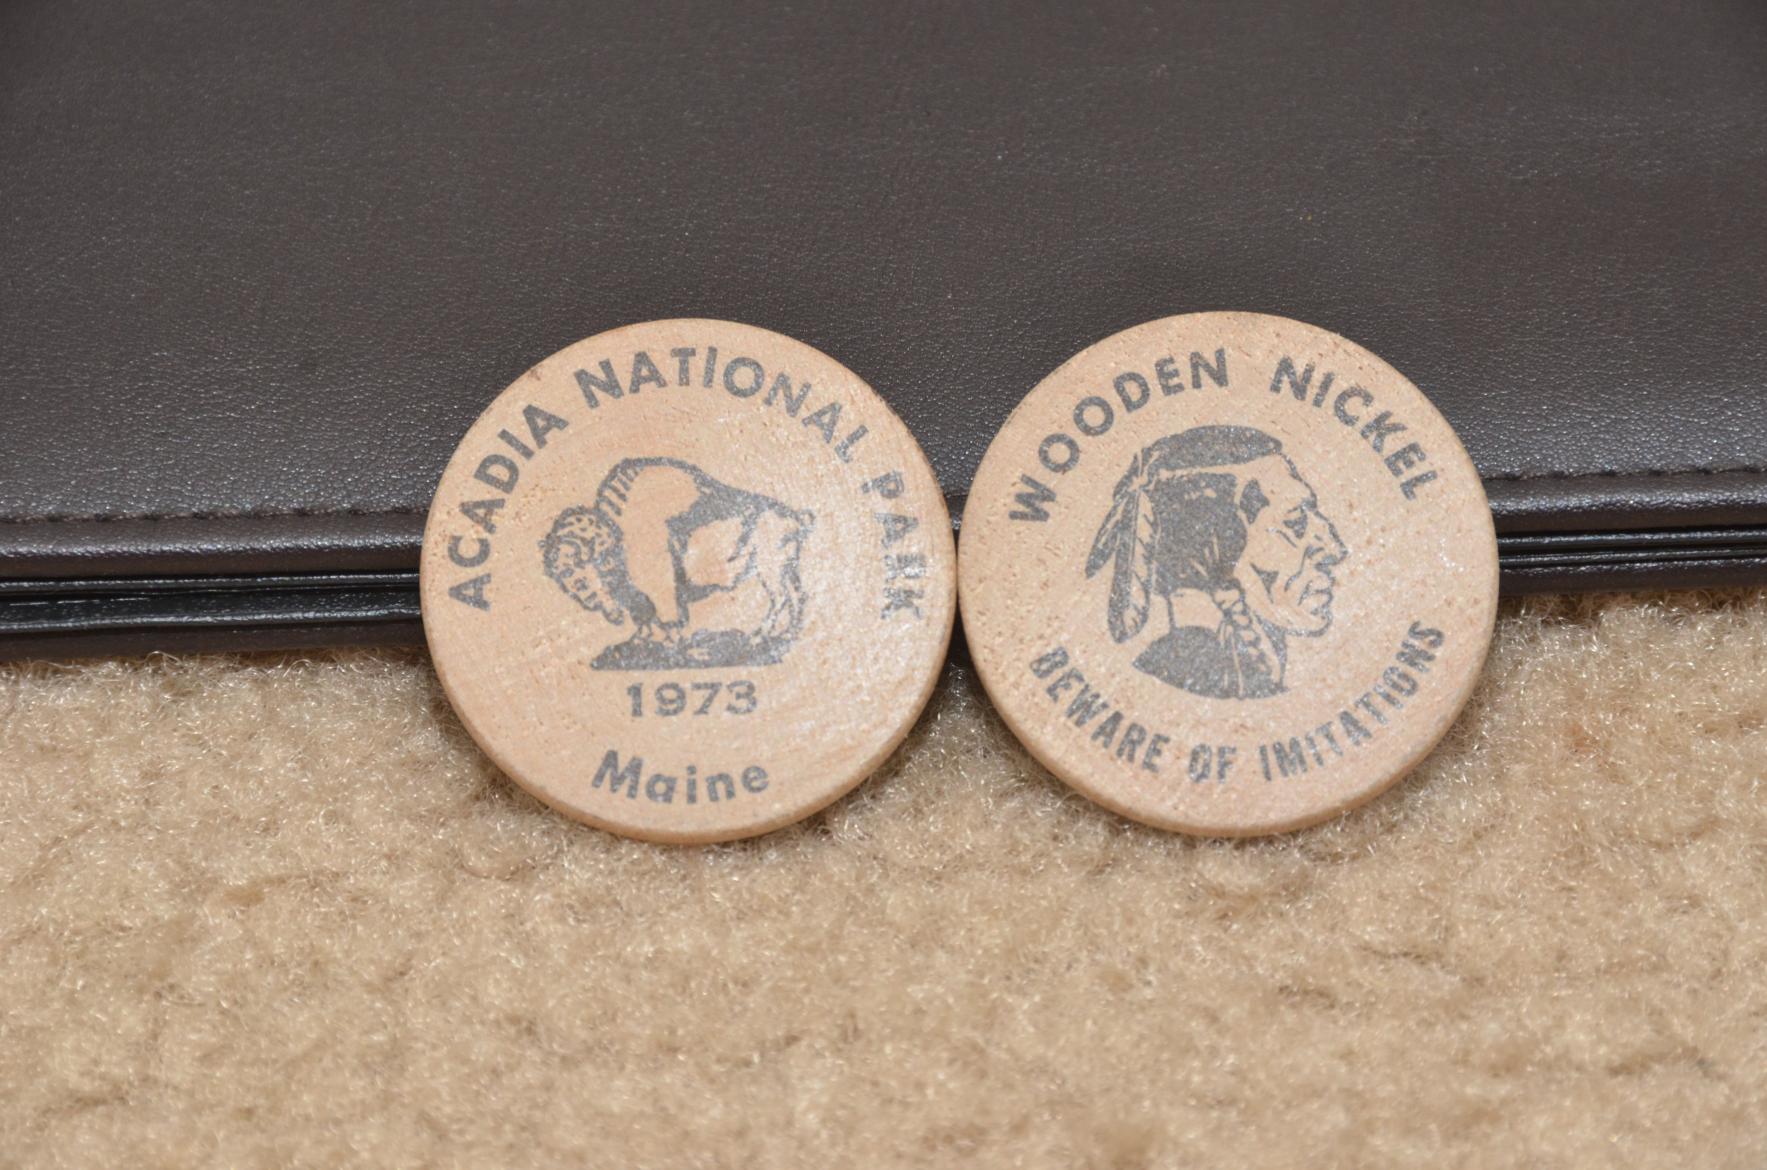 ACADIA NATIONAL PARK
1973
Maine
WOODEN NICKEL
BEWARE OF IMITATIONS